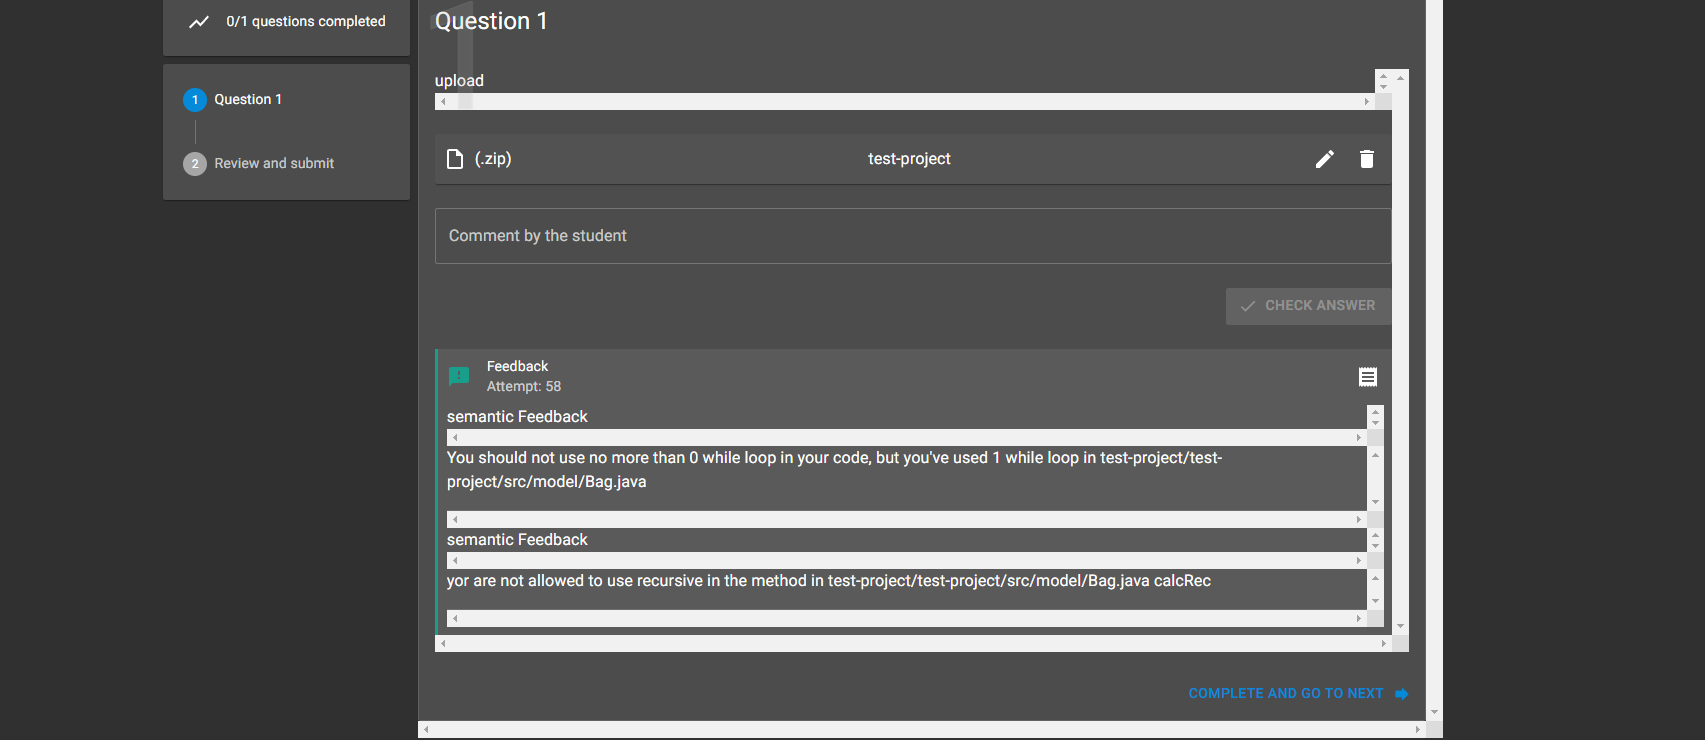 0/1 questions completed
1 Question 1
2 Review and submit
1
Question 1
upload
(.zip) test-project
Comment by the student
CHECK ANSWER
Feedback
Attempt: 58
semantic Feedback
You should not use no more than 0 while loop in your code, but you've used 1 while loop in test-project/test-
project/src/model/Bag.java
semantic Feedback
yor are not allowed to use recursive in the method in test-project/test-project/src/model/Bag.java calcRec
COMPLETE AND GO TO NEXT